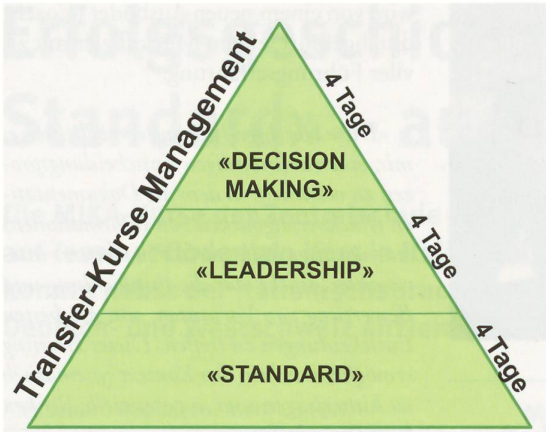 Transfer-Kurse Management
«DECISION
MAKING»
4 Tage
«LEADERSHIP»
4 Tage
«STANDARD»
4 Tage